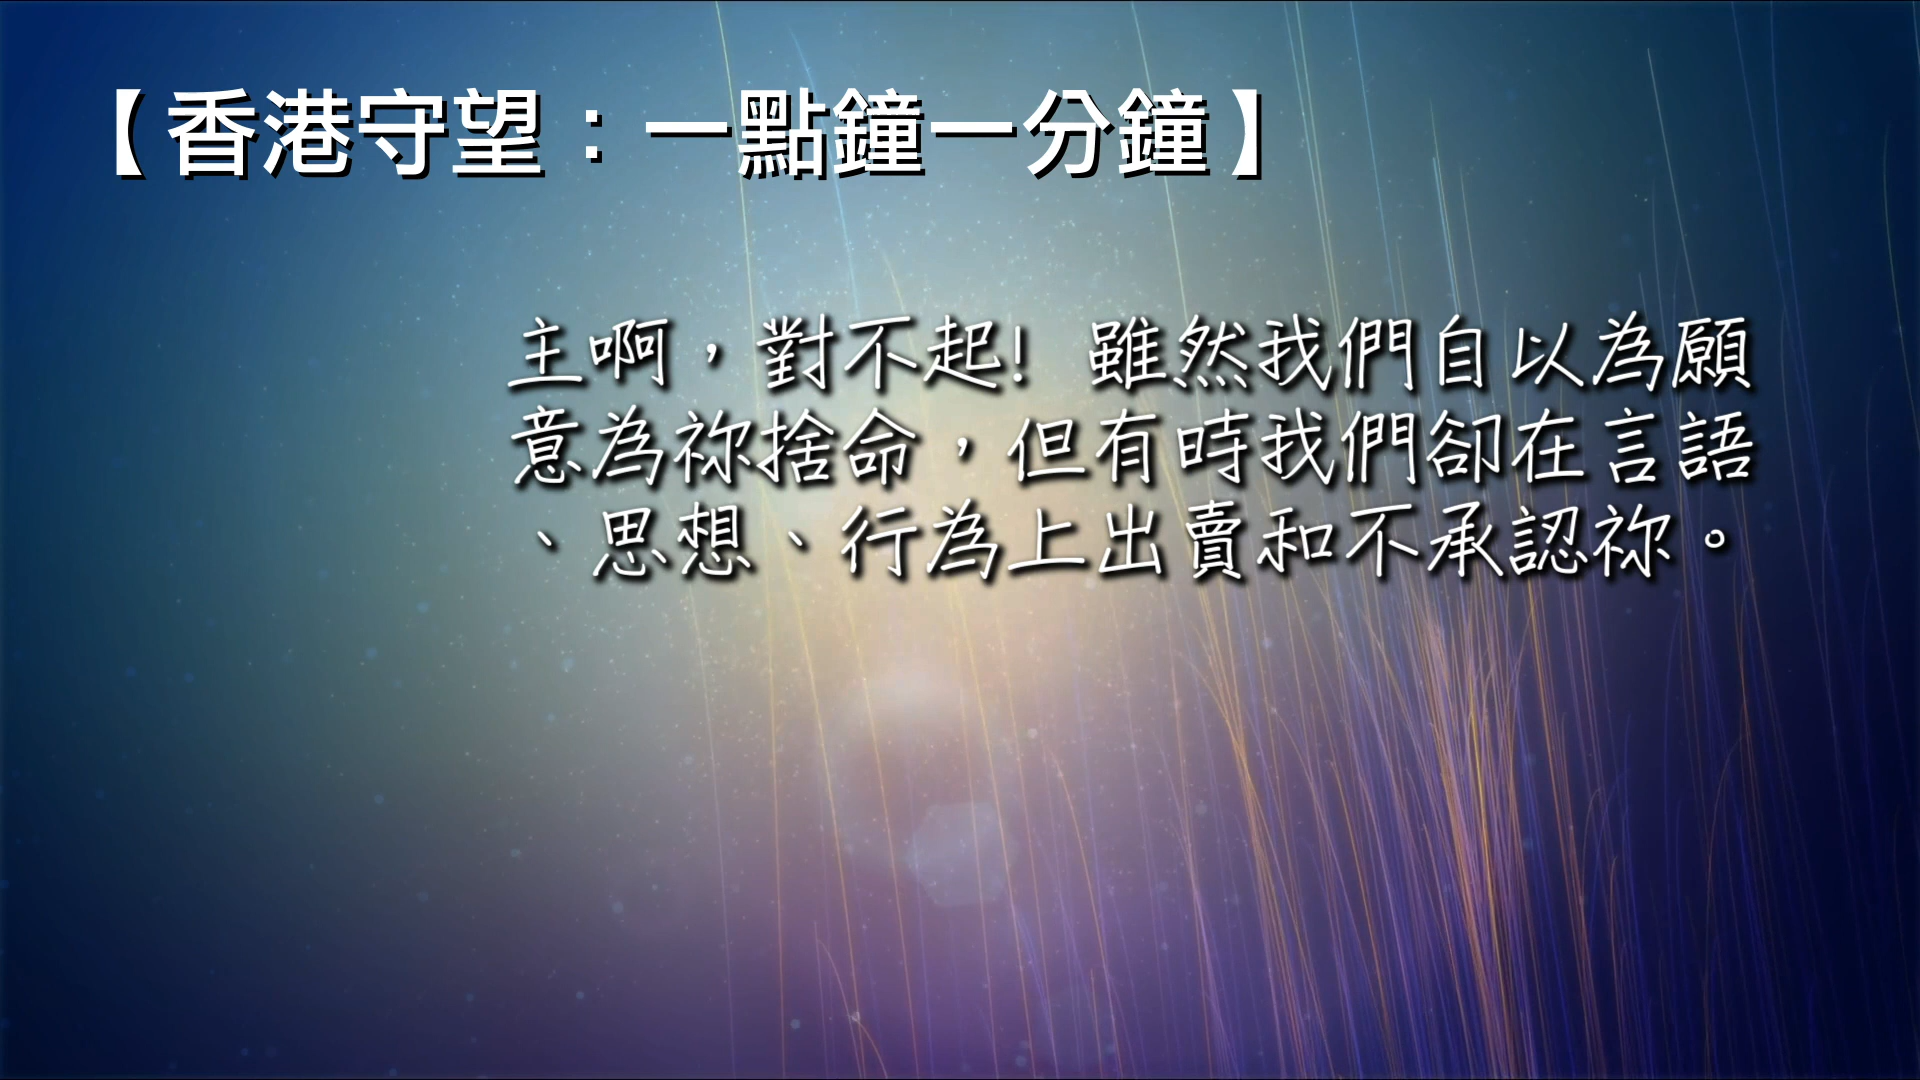 【香港守望：一點鐘一分鐘】
主啊，對不起！雖然我們自以為願
意為祢捨命，但有時我們卻在言語
、思想、行為上出賣和不承認祢。